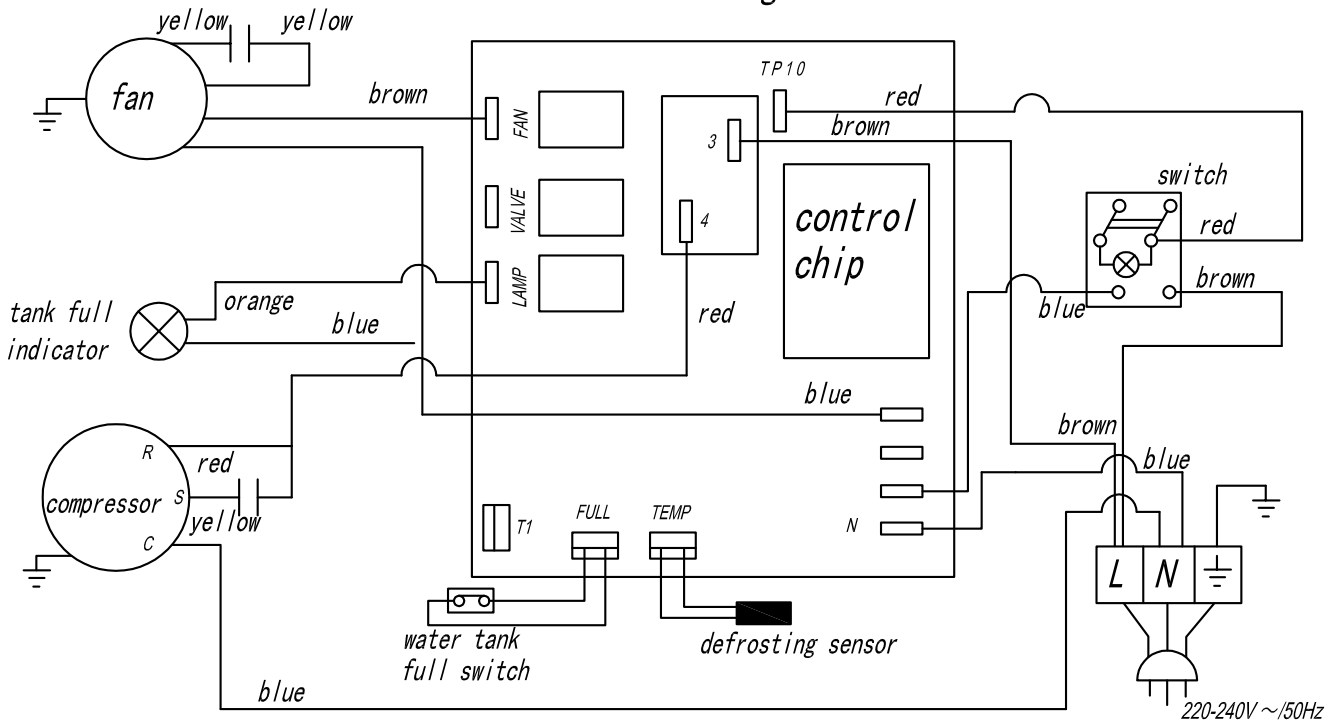 yellow yellow
fan
brown
FAN
TP10
red
brown
3
VALVE
4
control
chip
switch
red
brown
blue
LAMP
orange
tank full
indicator
blue
red
blue
brown
blue
R
red
compressor S
yellow
C
T1
FULL
TEMP
N
L N
water tank
full switch
defrosting sensor
blue
220-240V ~/50Hz